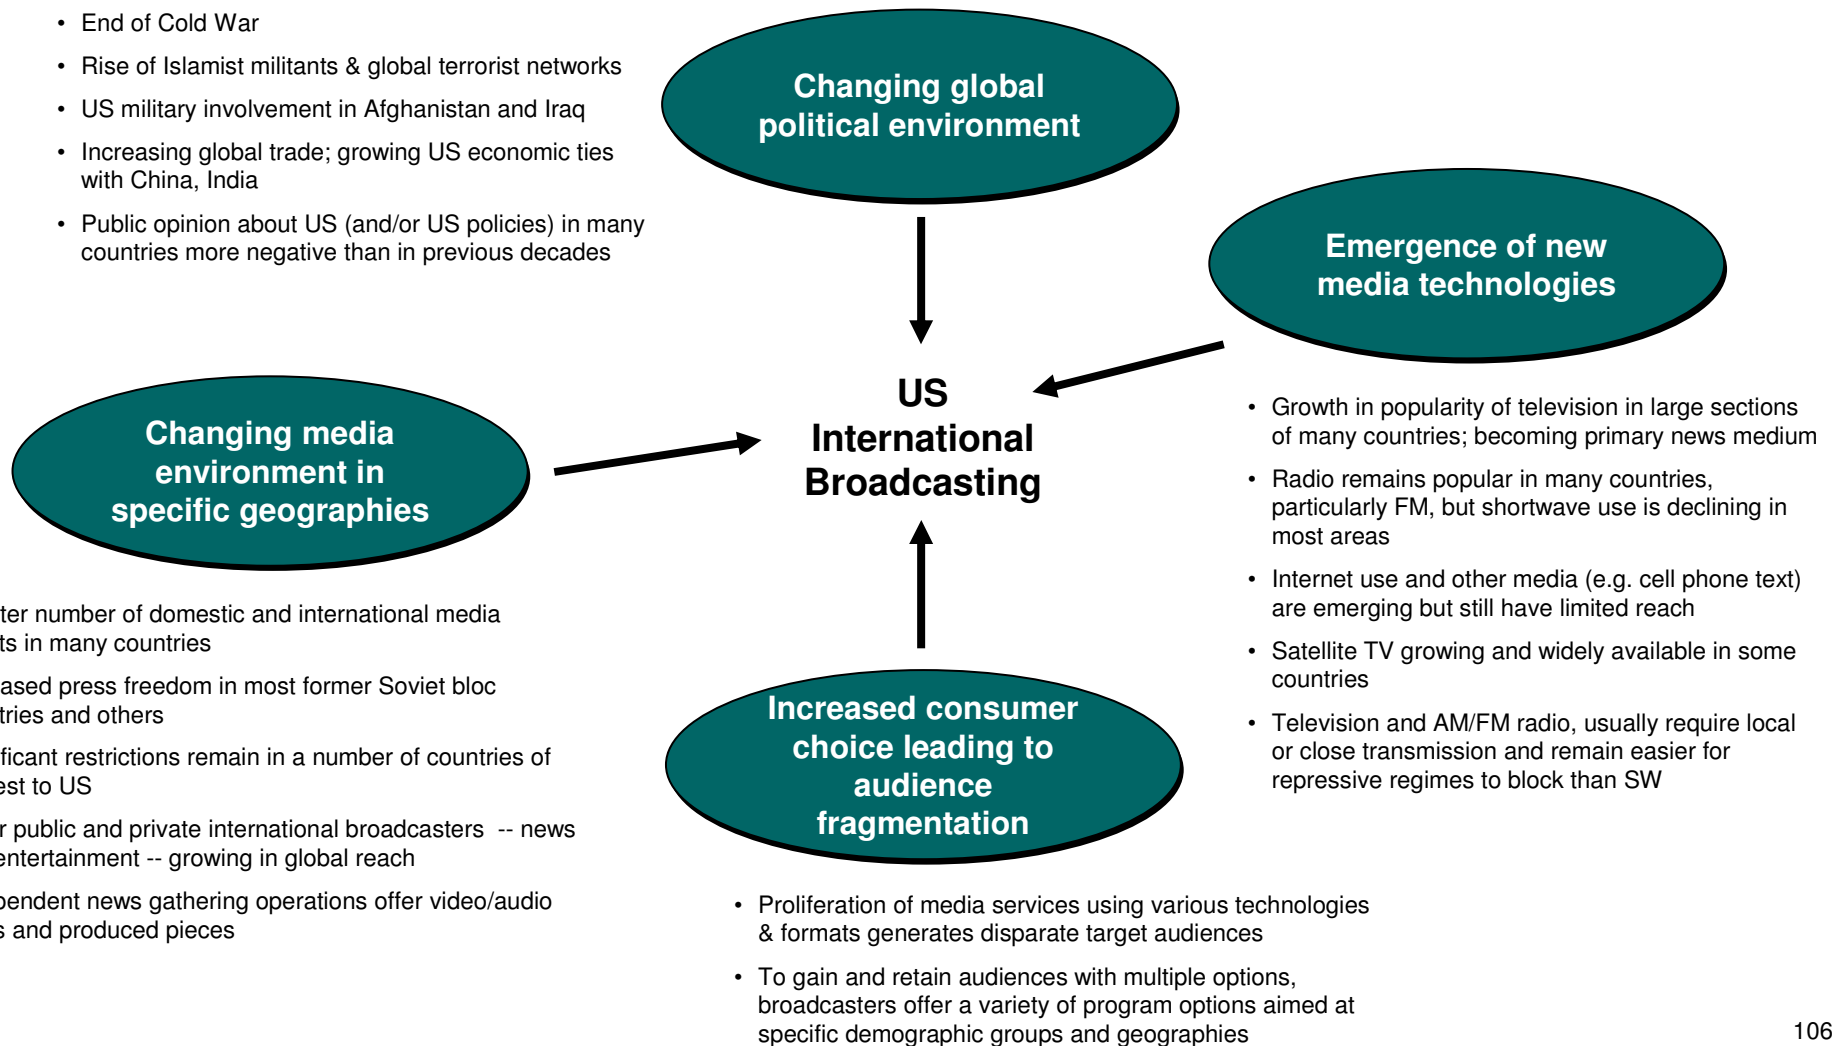 • End of Cold War
• Rise of Islamist militants & global terrorist networks
• US military involvement in Afghanistan and Iraq
• Increasing global trade; growing US economic ties
with China, India
• Public opinion about US (and/or US policies) in many
countries more negative than in previous decades
Changing global
political environment
Emergence of new
media technologies
• Growth in popularity of television in large sections
of many countries; becoming primary news medium
• Radio remains popular in many countries,
particularly FM, but shortwave use is declining in
most areas
• Internet use and other media (e.g. cell phone text)
are emerging but still have limited reach
• Satellite TV growing and widely available in some
countries
• Television and AM/FM radio, usually require local
or close transmission and remain easier for
repressive regimes to block than SW
US
International
Broadcasting
Changing media
environment in
specific geographies
number of domestic and international media
in many countries
press freedom in most former Soviet bloc
and others
restrictions remain in a number of countries of
to US
public and private international broadcasters -- news
entertainment -- growing in global reach
news gathering operations offer video/audio
and produced pieces
Increased consumer
choice leading to
audience
fragmentation
• Proliferation of media services using various technologies
& formats generates disparate target audiences
• To gain and retain audiences with multiple options,
broadcasters offer a variety of program options aimed at
specific demographic groups and geographies
106